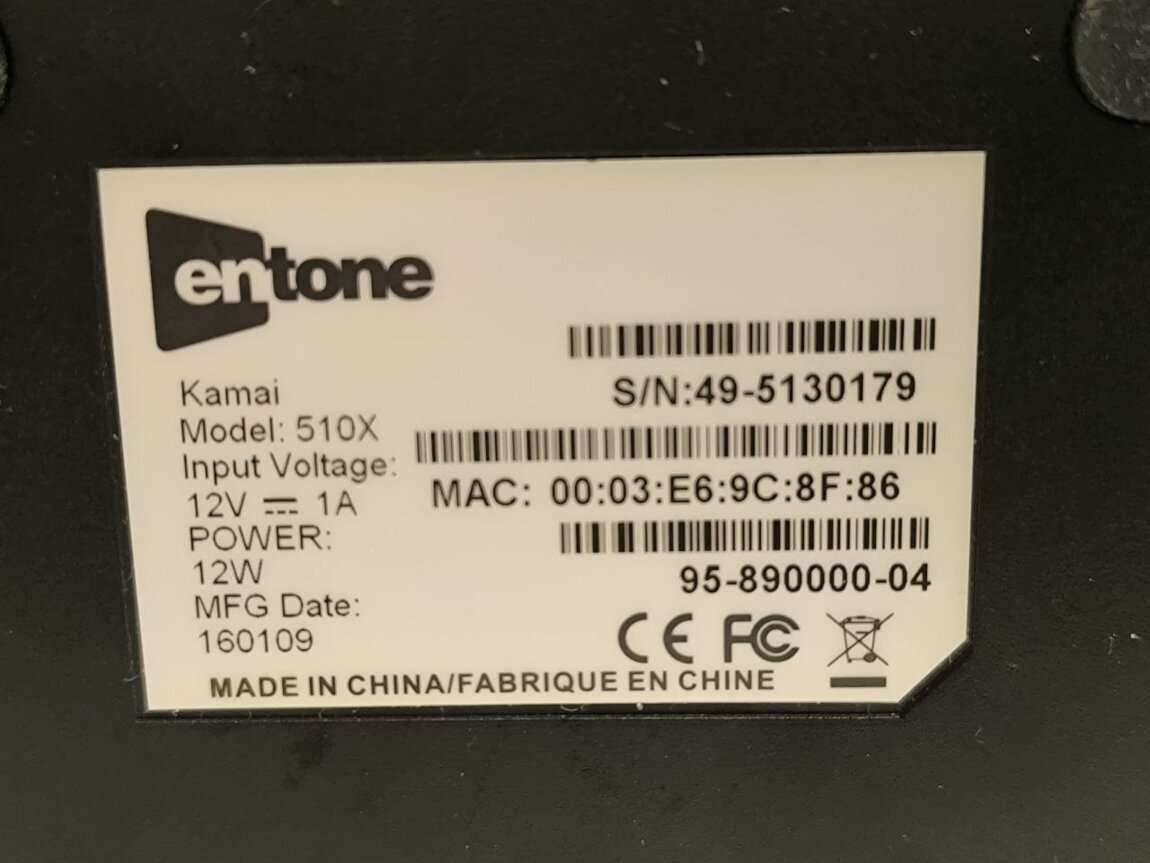 entone
Kamai
Model: 510X
Input Voltage:
12V ⎓ 1A
POWER:
12W
MFG Date:
160109
S/N:49-5130179
MAC: 00:03:E6:9C:8F:86
95-890000-04
CE FC
MADE IN CHINA/FABRIQUE EN CHINE